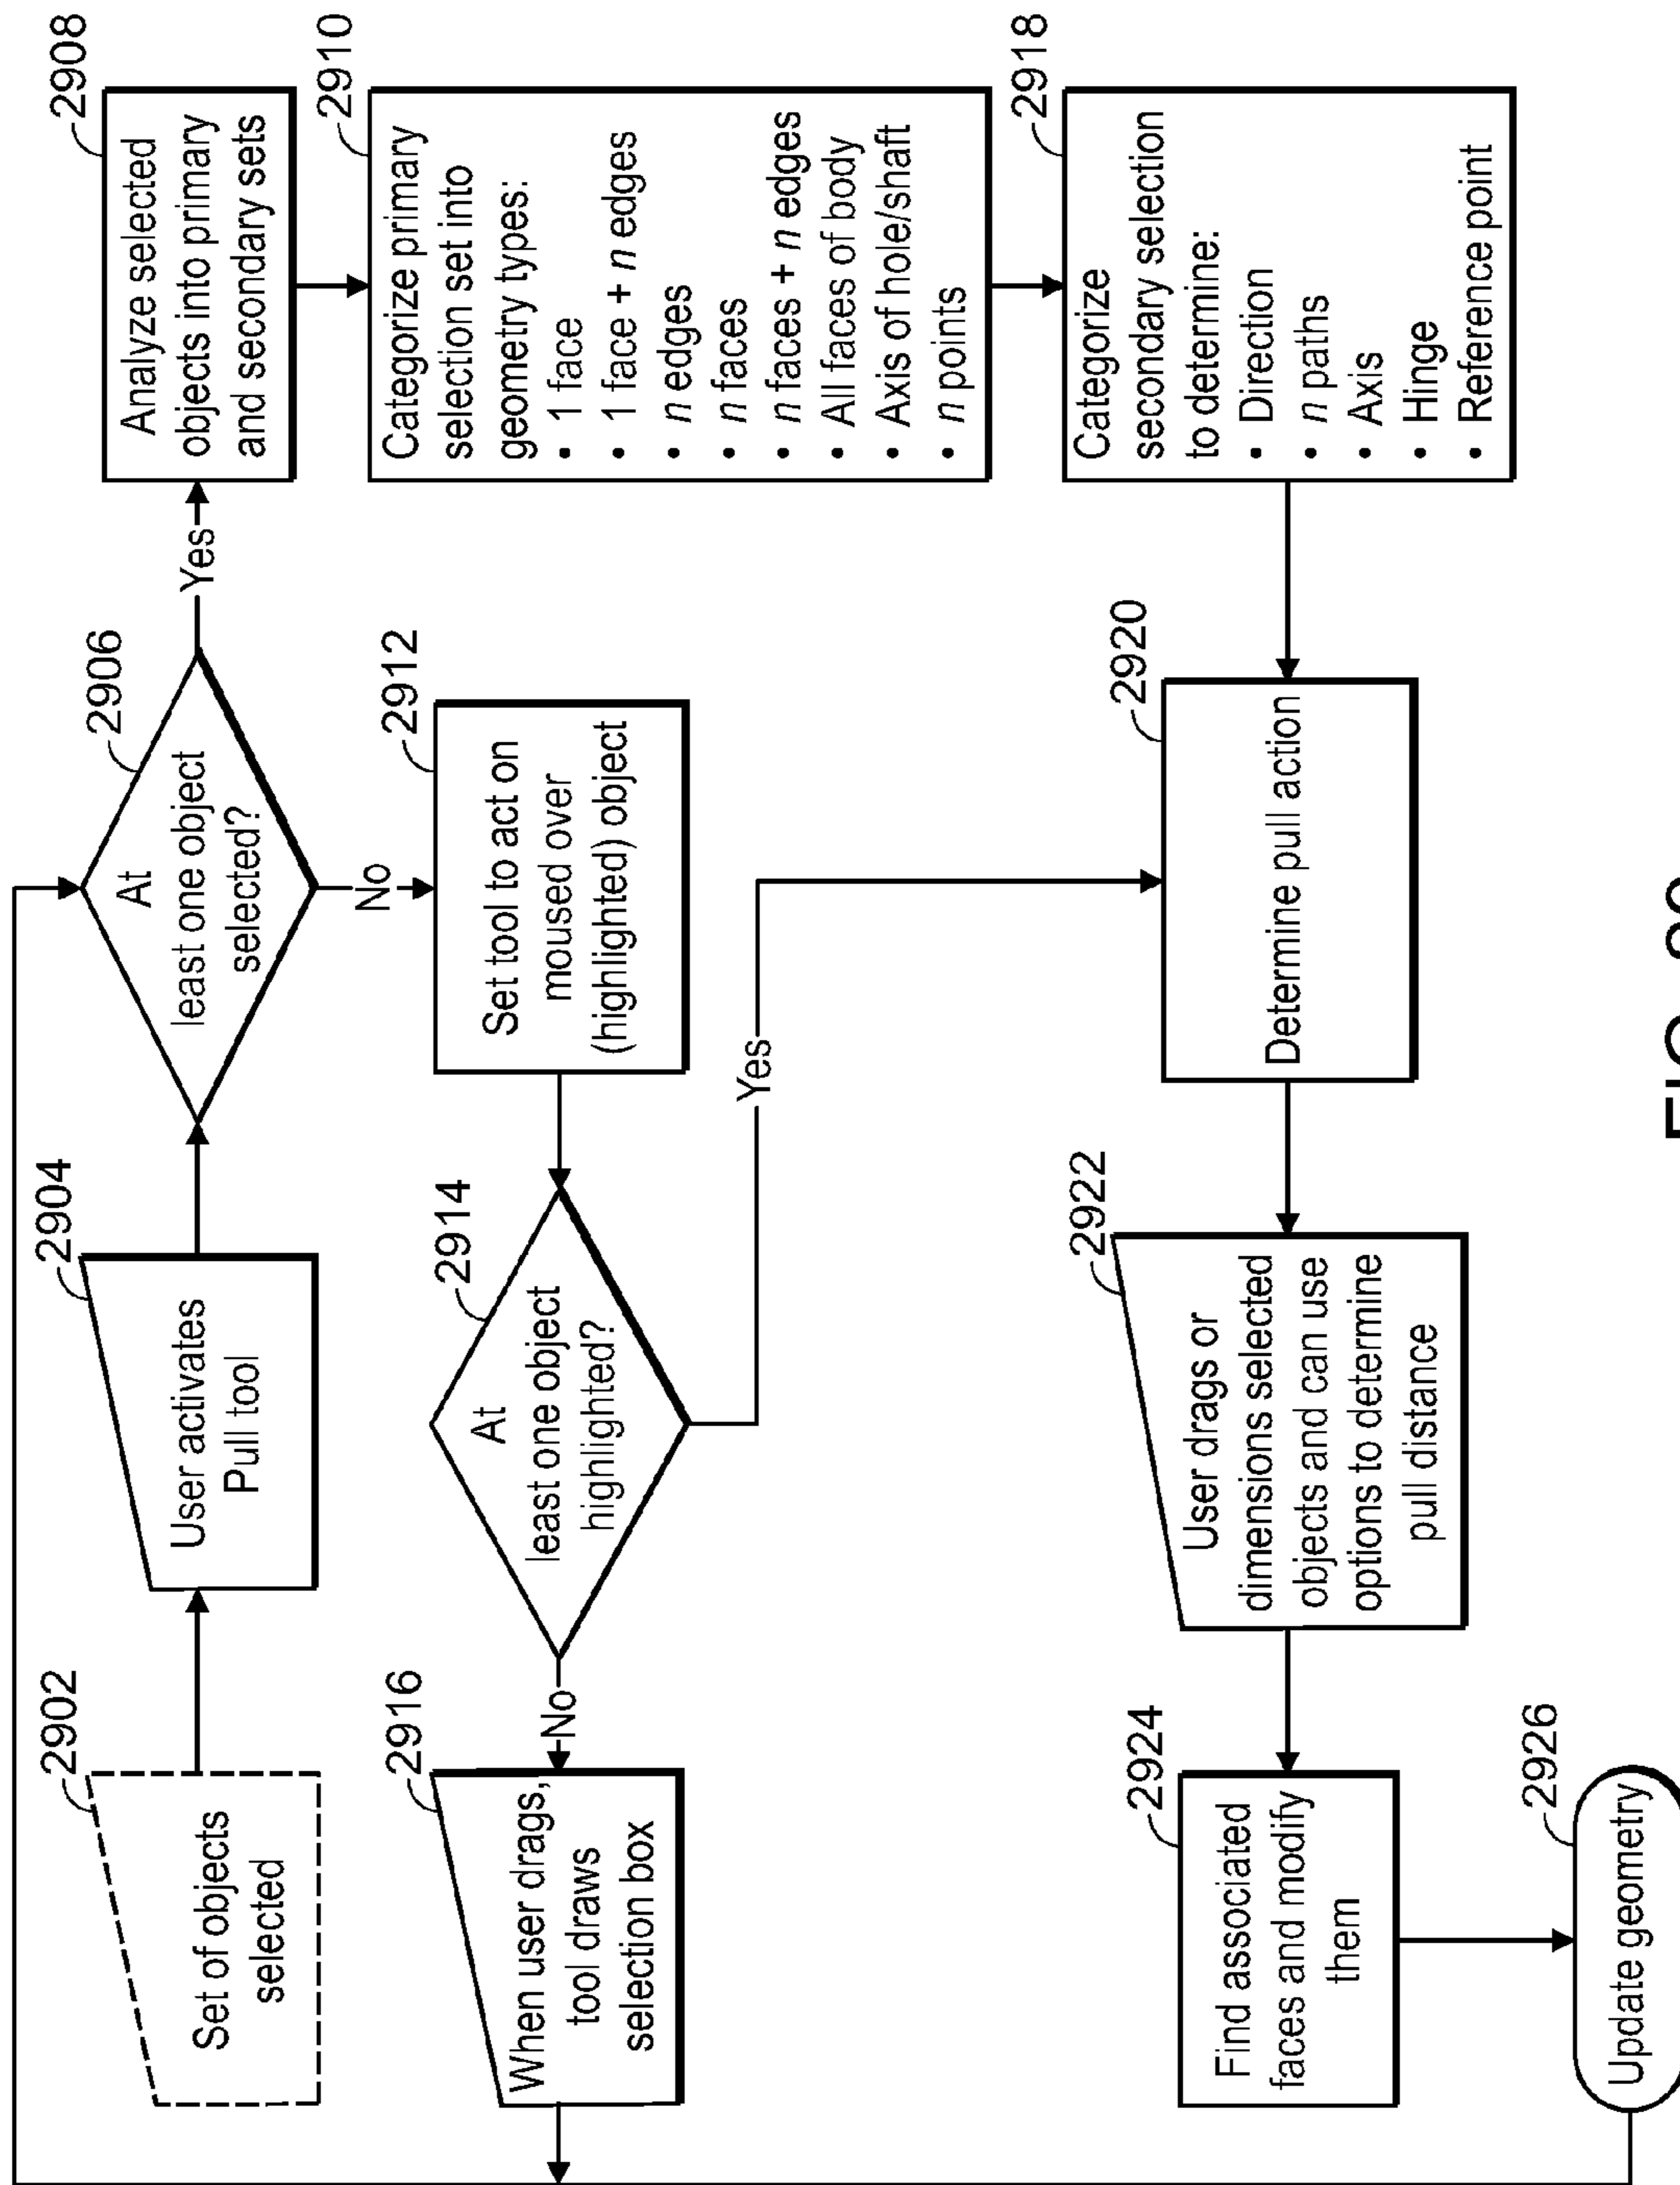 2902
Set of objects
selected
2904
User activates
Pull tool
2906
At
least one object
selected?
Yes
2908
Analyze selected
objects into primary
and secondary sets
No
2910
Categorize primary
selection set into
geometry types:
• 1 face
• 1 face + n edges
• n edges
• n faces
• n faces + n edges
• All faces of body
• Axis of hole/shaft
• n points
2912
Set tool to act on
moused over
(highlighted) object
2914
At
least one object
highlighted?
No
Yes
2916
When user drags,
tool draws
selection box
2918
Categorize
secondary selection
to determine:
• Direction
• n paths
• Axis
• Hinge
• Reference point
2920
Determine pull action
2922
User drags or
dimensions selected
objects and can use
options to determine
pull distance
2924
Find associated
faces and modify
them
2926
Update geometry
FIG.